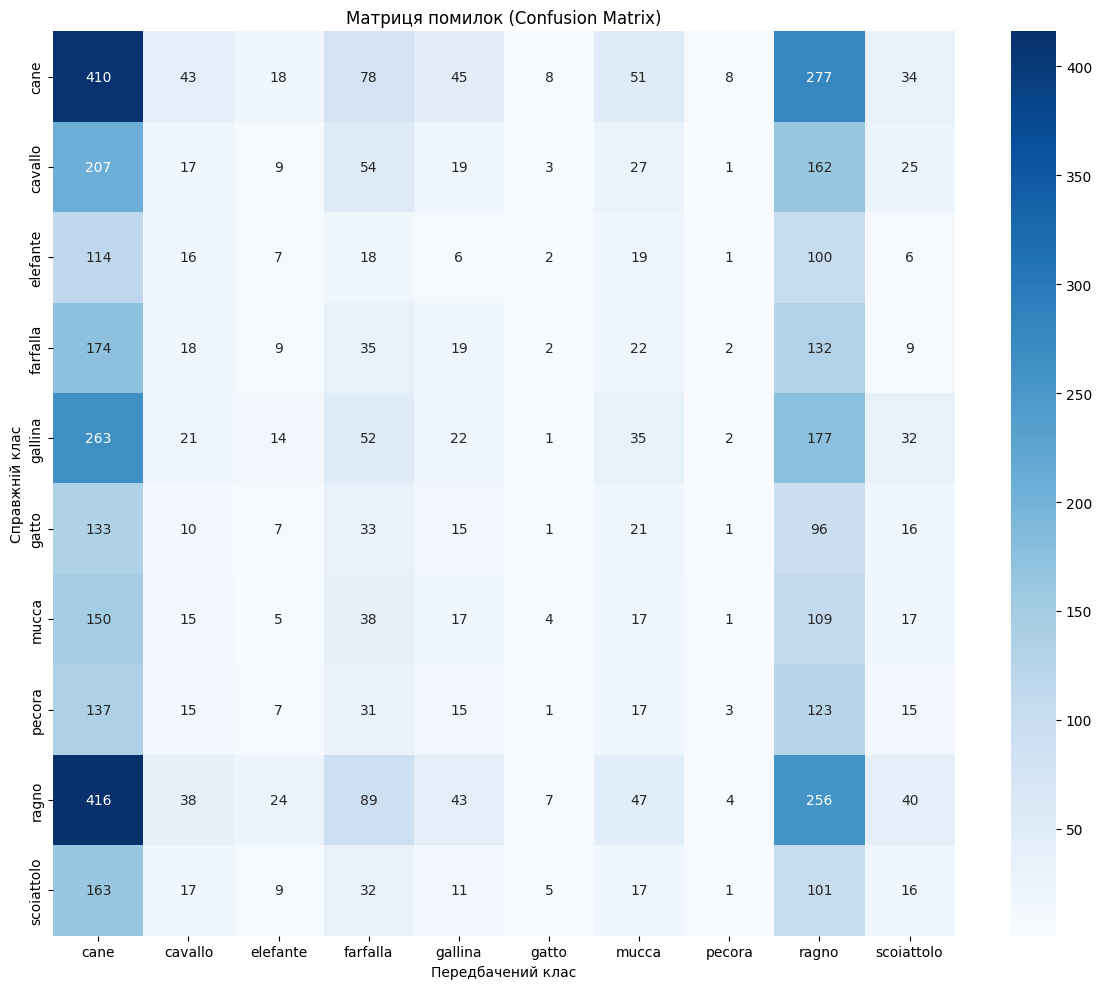 Матриця помилок (Confusion Matrix)
Справжній клас
cane 410 43 18 78 45 8 51 8 277 34
cavallo 207 17 9 54 19 3 27 1 162 25
elefante 114 16 7 18 6 2 19 1 100 6
farfalla 174 18 9 35 19 2 22 2 132 9
gallina 263 21 14 52 22 1 35 2 177 32
gatto 133 10 7 33 15 1 21 1 96 16
mucca 150 15 5 38 17 4 17 1 109 17
pecora 137 15 7 31 15 1 17 3 123 15
ragno 416 38 24 89 43 7 47 4 256 40
scoiattolo 163 17 9 32 11 5 17 1 101 16
cane cavallo elefante farfalla gallina gatto mucca pecora ragno scoiattolo
Передбачений клас
400
350
300
250
200
150
100
50